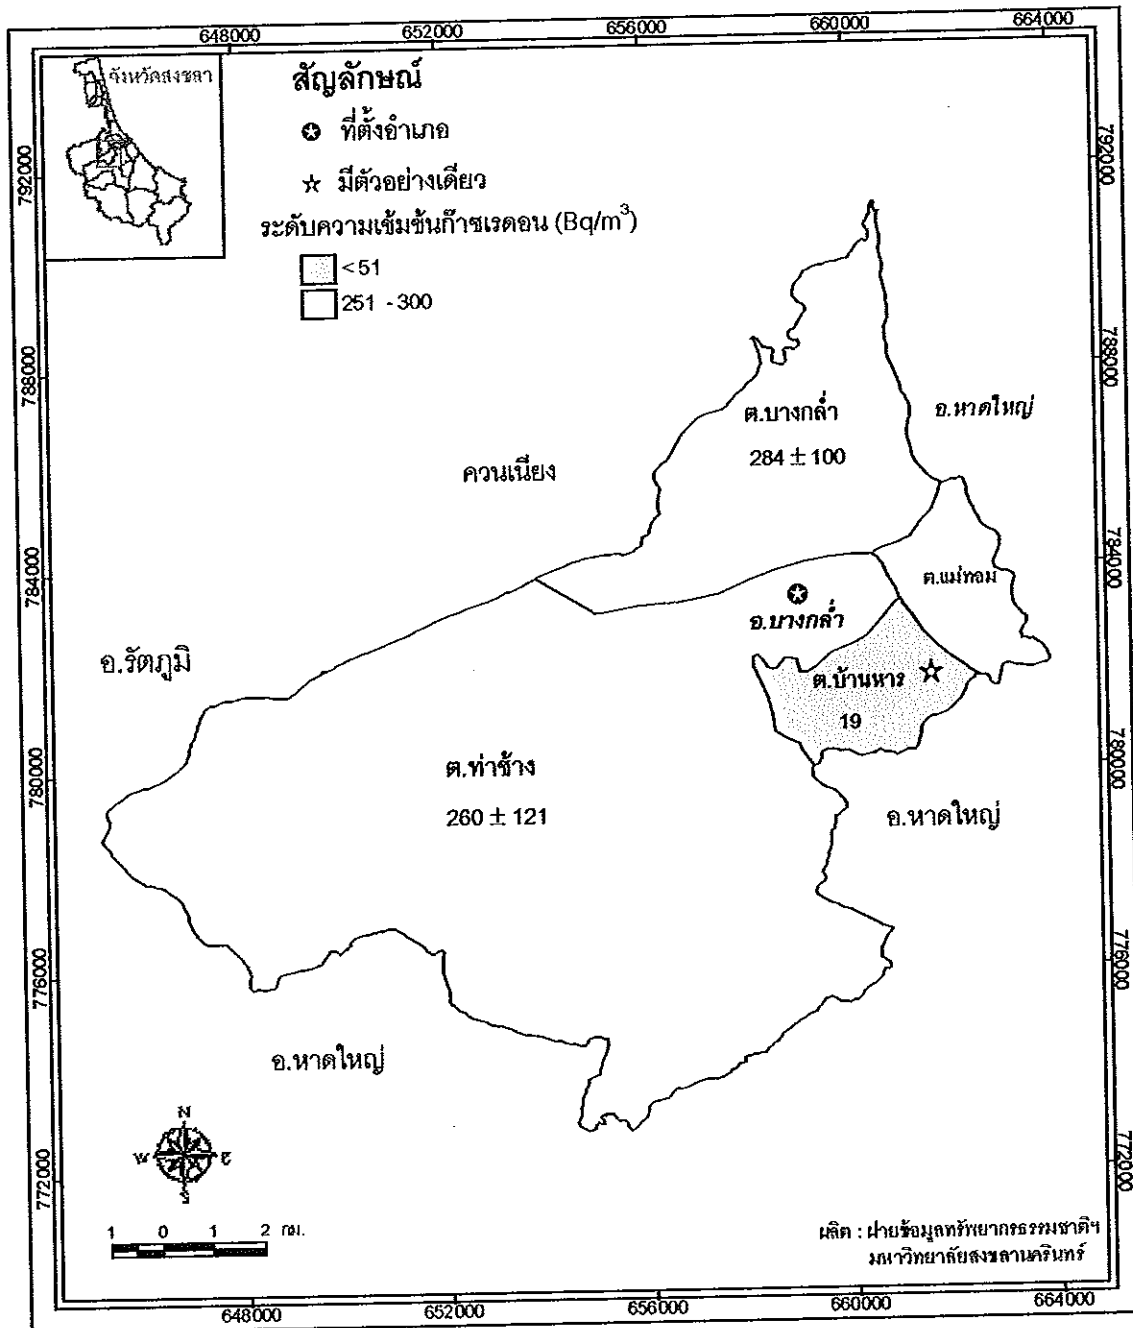 648000 652000 656000 660000 664000
จังหวัดสงขลา
สัญลักษณ์
ที่ตั้งอำเภอ
มีตัวอย่างเดียว
ระดับความเข้มข้นก๊าซเรดอน (Bq/m³)
<51
251 - 300
792000
792000
788000
788000
ต.บางกล่ำ
284 ± 100
อ.หาดใหญ่
ควนเนียง
784000
784000
ต.แม่ทอม
อ.บางกล่ำ
อ.รัตภูมิ
ต.บ้านหาร
19
780000
780000
ต.ท่าช้าง
260 ± 121
อ.หาดใหญ่
776000
776000
อ.หาดใหญ่
N
W E
S
772000
772000
1 0 1 2 กม.
ผลิต : ฝ่ายข้อมูลทรัพยากรธรรมชาติฯ
มหาวิทยาลัยสงขลานครินทร์
648000 652000 656000 660000 664000